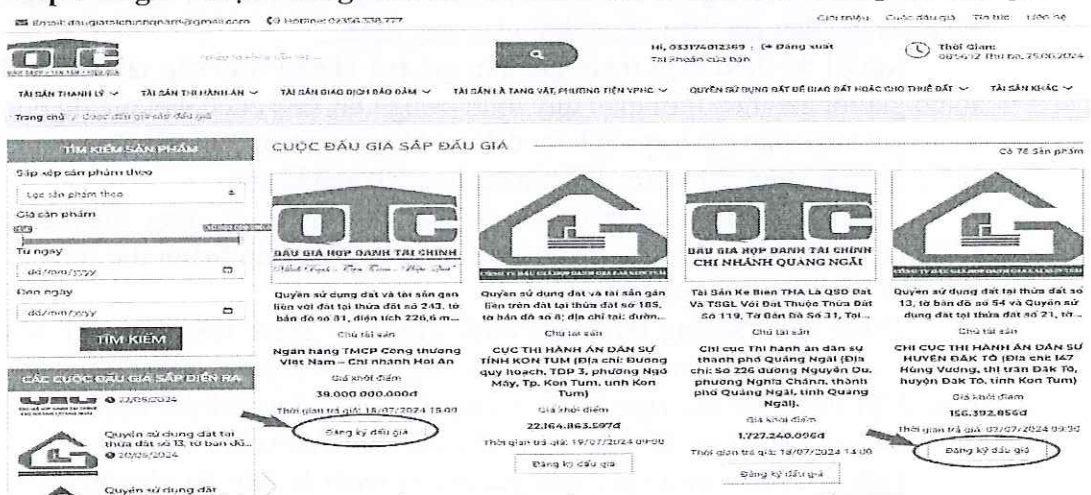 Email: daugiataichinhqnam@gmail.com Hotline: 02356.338.777 Giới thiệu Cuộc đấu giá Tin tức Liên hệ
Hi, 033174012369 | Đăng xuất
Tài khoản của bạn
Thời Gian:
08:56:12 Thứ ba, 25.06.2024
OTC
TÀI SẢN THANH LÝ TÀI SẢN THI HÀNH ÁN TÀI SẢN GIAO DỊCH BẢO ĐẢM TÀI SẢN LÀ TANG VẬT, PHƯƠNG TIỆN VPHC QUYỀN SỬ DỤNG ĐẤT ĐỂ GIAO ĐẤT HOẶC CHO THUÊ ĐẤT TÀI SẢN KHÁC
Trang chủ / Cuộc đấu giá sắp đấu giá
TÌM KIẾM SẢN PHẨM
Sắp xếp sản phẩm theo
Lọc sản phẩm theo
Giá sản phẩm
Từ ngày
dd/mm/yyyy
Đến ngày
dd/mm/yyyy
TÌM KIẾM
CÁC CUỘC ĐẤU GIÁ SẮP DIỄN RA
22/05/2024
Quyền sử dụng đất tại
thửa đất số 13, tờ bản đồ...
20/05/2024
Quyền sử dụng đất
CUỘC ĐẤU GIÁ SẮP ĐẤU GIÁ
Có 78 Sản phẩm
OTC
ĐẤU GIÁ HỢP DANH TÀI CHÍNH
Quyền sử dụng đất và tài sản gắn
liền với đất tại thửa đất số 243, tờ
bản đồ số 31, diện tích 226,6 m...
Chủ tài sản
Ngân hàng TMCP Công thương
Việt Nam – Chi nhánh Hội An
Giá khởi điểm
38.000.000.000đ
Thời gian trả giá: 18/07/2024 15:00
Đăng ký đấu giá
Quyền sử dụng đất và tài sản gắn
liền trên đất tại thửa đất số 185,
tờ bản đồ số 8; địa chỉ tại: đườn...
Chủ tài sản
CỤC THI HÀNH ÁN DÂN SỰ
TỈNH KON TUM (Địa chỉ: Đường
quy hoạch, TDP 3, phường Ngô
Mây, Tp. Kon Tum, tỉnh Kon
Tum)
Giá khởi điểm
22.164.863.597đ
Thời gian trả giá: 19/07/2024 09:00
Đăng ký đấu giá
OTC
ĐẤU GIÁ HỢP DANH TÀI CHÍNH
CHI NHÁNH QUẢNG NGÃI
Tài Sản Kê Biên THA Là QSD Đất
Và TSGL Với Đất Thuộc Thửa Đất
Số 119, Tờ Bản Đồ Số 31, Tọi...
Chủ tài sản
Chi cục Thi hành án dân sự
thành phố Quảng Ngãi (Địa
chỉ: Số 226 đường Nguyễn Du,
phường Nghĩa Chánh, thành
phố Quảng Ngãi, tỉnh Quảng
Ngãi).
Giá khởi điểm
1.727.240.096đ
Thời gian trả giá: 18/07/2024 14:00
Đăng ký đấu giá
Quyền sử dụng đất tại thửa đất số
13, tờ bản đồ số 54 và Quyền sử
dụng đất tại thửa đất số 21, tờ...
Chủ tài sản
CHI CỤC THI HÀNH ÁN DÂN SỰ
HUYỆN ĐĂK TÔ (Địa chỉ: 147
Hùng Vương, thị trấn Đăk Tô,
huyện Đăk Tô, tỉnh Kon Tum)
Giá khởi điểm
156.392.856đ
Thời gian trả giá: 03/07/2024 09:30
Đăng ký đấu giá